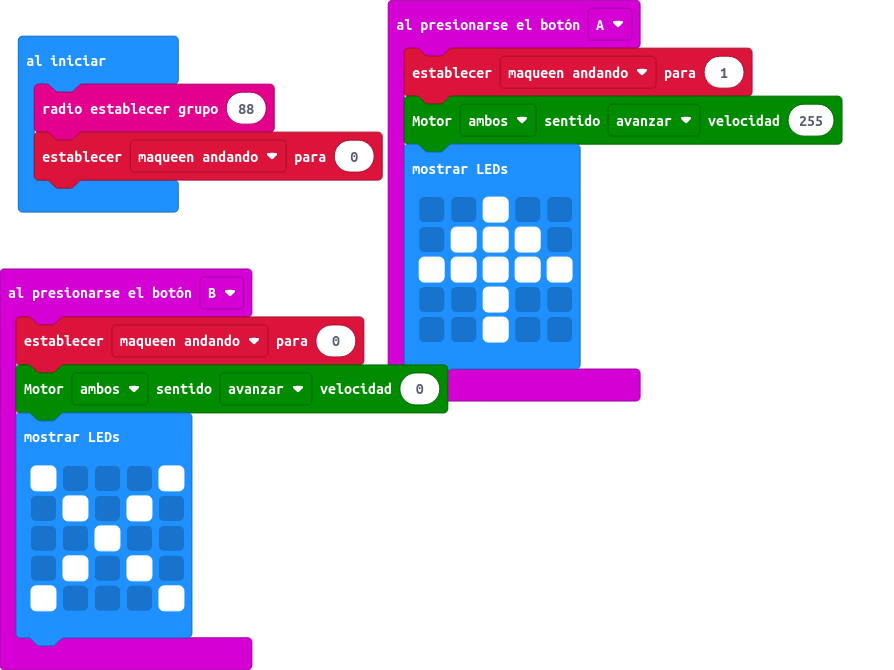 al iniciar
radio establecer grupo 88
establecer maqueen andando para 0
al presionarse el botón A
establecer maqueen andando para 1
Motor ambos sentido avanzar velocidad 255
mostrar LEDs
al presionarse el botón B
establecer maqueen andando para 0
Motor ambos sentido avanzar velocidad 0
mostrar LEDs